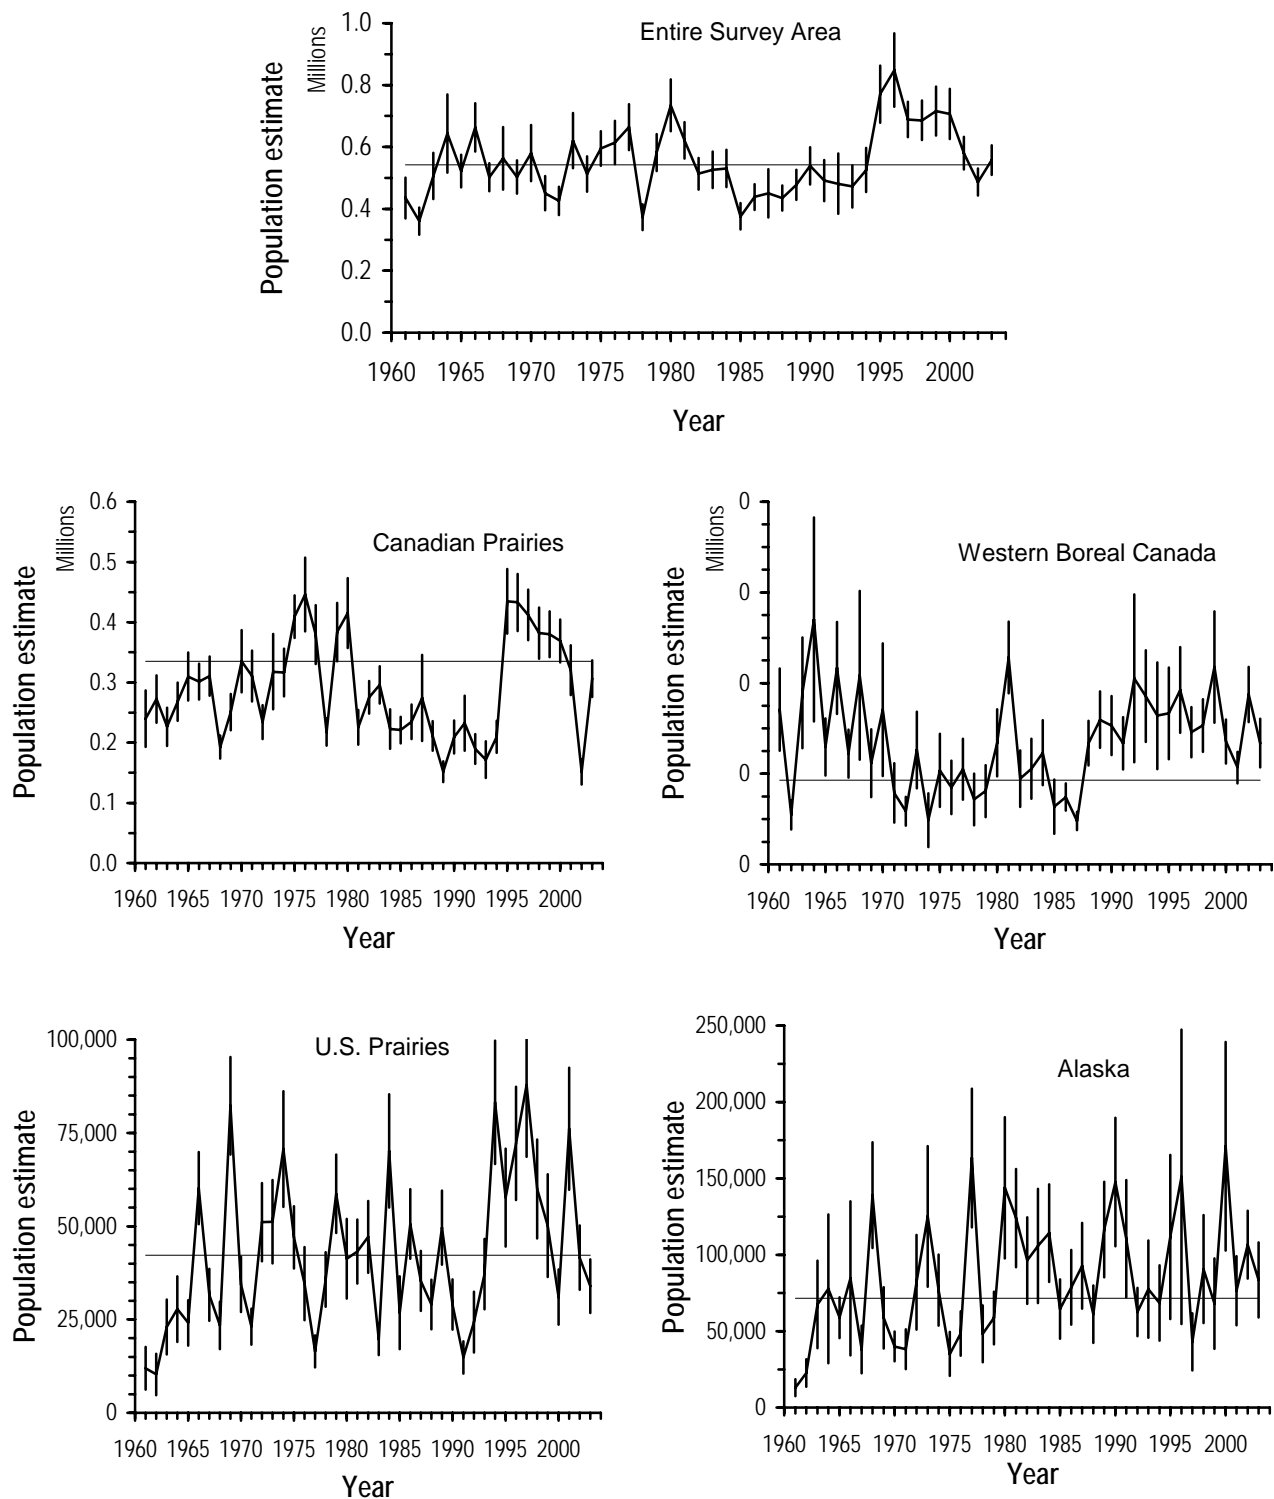 Entire Survey Area
Population estimate
Millions
1.0
0.8
0.6
0.4
0.2
0.0
1960 1965 1970 1975 1980 1985 1990 1995 2000
Year
Canadian Prairies
Population estimate
Millions
0.6
0.5
0.4
0.3
0.2
0.1
0.0
1960 1965 1970 1975 1980 1985 1990 1995 2000
Year
Western Boreal Canada
Population estimate
Millions
0
0
0
0
0
1960 1965 1970 1975 1980 1985 1990 1995 2000
Year
U.S. Prairies
Population estimate
100,000
75,000
50,000
25,000
0
1960 1965 1970 1975 1980 1985 1990 1995 2000
Year
Alaska
Population estimate
250,000
200,000
150,000
100,000
50,000
0
1960 1965 1970 1975 1980 1985 1990 1995 2000
Year